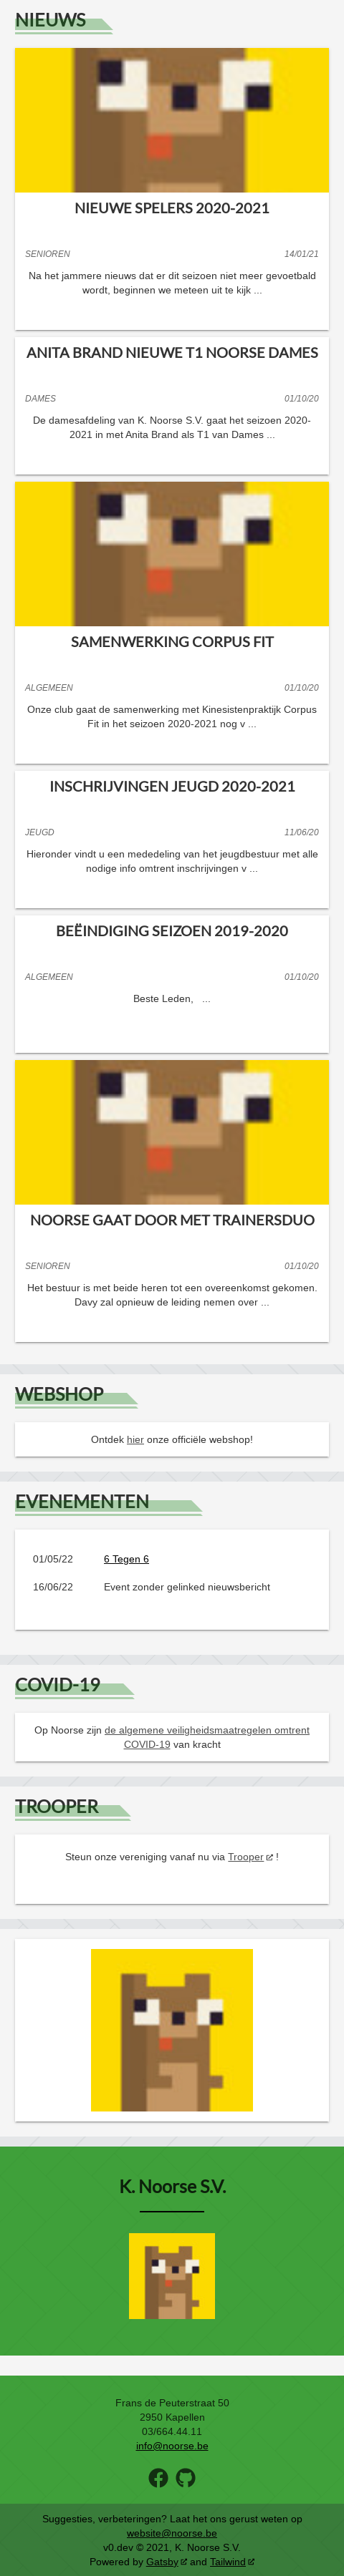 NIEUWS
NIEUWE SPELERS 2020-2021
SENIOREN 14/01/21
Na het jammere nieuws dat er dit seizoen niet meer gevoetbald
wordt, beginnen we meteen uit te kijk ...
ANITA BRAND NIEUWE T1 NOORSE DAMES
DAMES 01/10/20
De damesafdeling van K. Noorse S.V. gaat het seizoen 2020-
2021 in met Anita Brand als T1 van Dames ...
SAMENWERKING CORPUS FIT
ALGEMEEN 01/10/20
Onze club gaat de samenwerking met Kinesistenpraktijk Corpus
Fit in het seizoen 2020-2021 nog v ...
INSCHRIJVINGEN JEUGD 2020-2021
JEUGD 11/06/20
Hieronder vindt u een mededeling van het jeugdbestuur met alle
nodige info omtrent inschrijvingen v ...
BEËINDIGING SEIZOEN 2019-2020
ALGEMEEN 01/10/20
Beste Leden, ...
NOORSE GAAT DOOR MET TRAINERSDUO
SENIOREN 01/10/20
Het bestuur is met beide heren tot een overeenkomst gekomen.
Davy zal opnieuw de leiding nemen over ...
WEBSHOP
Ontdek hier onze officiële webshop!
EVENEMENTEN
01/05/22 6 Tegen 6
16/06/22 Event zonder gelinked nieuwsbericht
COVID-19
Op Noorse zijn de algemene veiligheidsmaatregelen omtrent
COVID-19 van kracht
TROOPER
Steun onze vereniging vanaf nu via Trooper !
K. Noorse S.V.
Frans de Peuterstraat 50
2950 Kapellen
03/664.44.11
info@noorse.be
Suggesties, verbeteringen? Laat het ons gerust weten op
website@noorse.be
v0.dev © 2021, K. Noorse S.V.
Powered by Gatsby and Tailwind